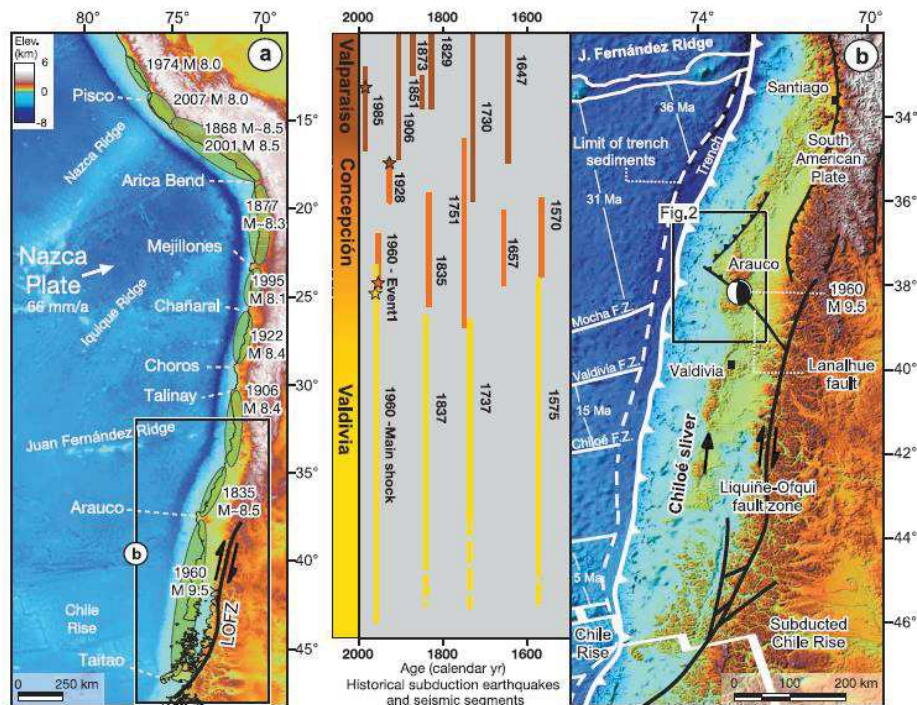 80°
75°
70°
Elev.
(km)
6
0
-8
a
1974 M 8.0
Pisco
2007 M 8.0
1868 M~8.5
2001 M 8.5
Nazca Ridge
Arica Bend
1877
M~8.3
Mejillones
Nazca
Plate
66 mm/a
Iquique Ridge
1995
M 8.1
Chañaral
1922
M 8.4
Choros
Talinay
1906
M 8.4
Juan Fernández Ridge
1835
M~8.5
Arauco
b
1960
M 9.5
LOFZ
Chile
Rise
Taitao
0 250 km
15°
20°
25°
30°
35°
40°
45°
2000
1900
1800
1700
1600
Valparaíso
Concepción
Valdivia
1985
1906
1851
1873
1829
1730
1647
1928
1960 - Event1
1835
1751
1657
1570
1960 -Main shock
1837
1737
1575
2000
1900
1800
1700
1600
Age (calendar yr)
Historical subduction earthquakes
and seismic segments
74°
70°
J. Fernández Ridge
b
36 Ma
Santiago
Limit of trench
sediments
Trench
South
American
Plate
31 Ma
Fig.2
Arauco
1960
M 9.5
Mocha F.Z.
Valdivia F.Z.
Valdivia
Lanalhue
fault
15 Ma
Chiloé F.Z.
Chiloé sliver
Liquiñe-Ofqui
fault zone
5 Ma
Chile
Rise
Subducted
Chile Rise
0 100 200 km
34°
36°
38°
40°
42°
44°
46°